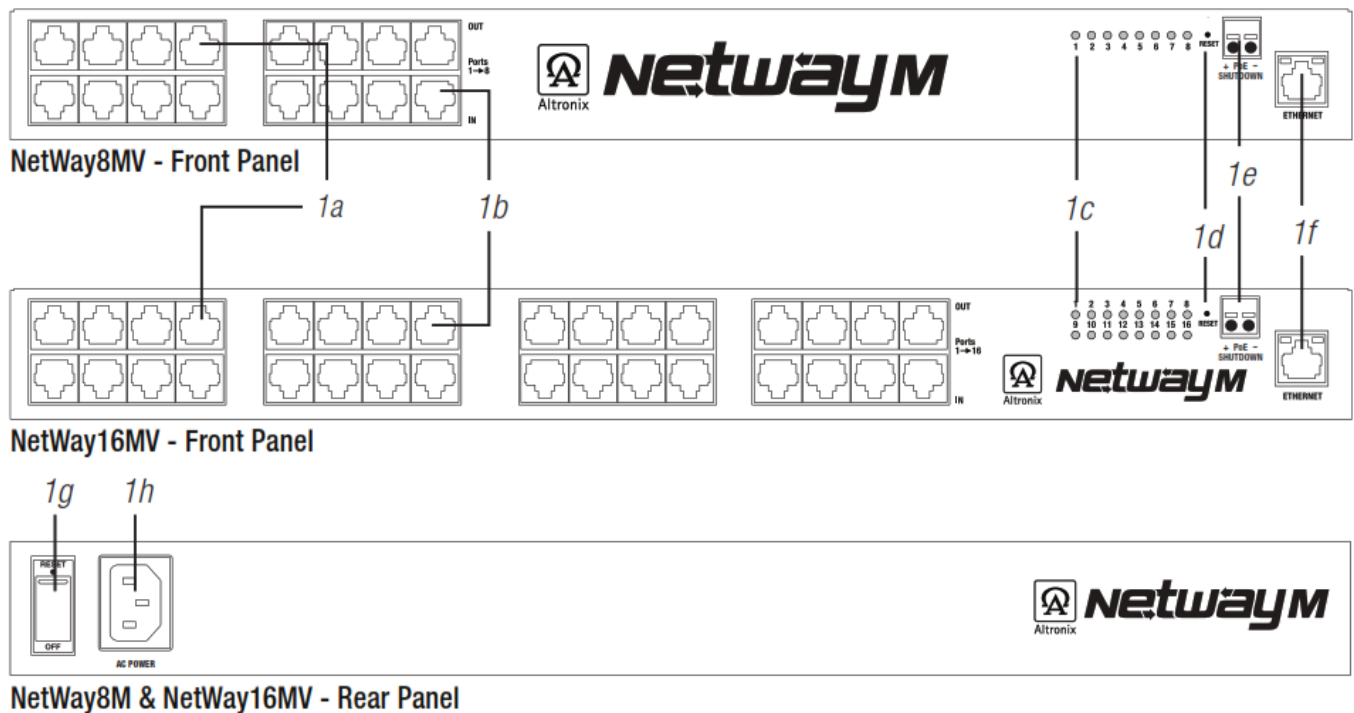 OUT
Ports
1→8
IN
Altronix
NetwayM
1 2 3 4 5 6 7 8
RESET
+ PoE -
SHUTDOWN
ETHERNET
NetWay8MV - Front Panel
1a
1b
1c
1d
1e
1f
OUT
Ports
1→16
IN
Altronix
NetwayM
1 2 3 4 5 6 7 8
9 10 11 12 13 14 15 16
RESET
+ PoE -
SHUTDOWN
ETHERNET
NetWay16MV - Front Panel
1g
1h
RESET
OFF
AC POWER
Altronix
NetwayM
NetWay8M & NetWay16MV - Rear Panel